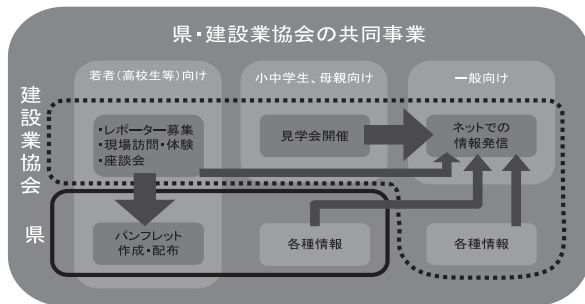 県・建設業協会の共同事業
若者(高校生等)向け
小中学生、母親向け
一般向け
建設業協会
・レポーター募集
・現場訪問・体験
・座談会
見学会開催
ネットでの
情報発信
県
パンフレット
作成・配布
各種情報
各種情報